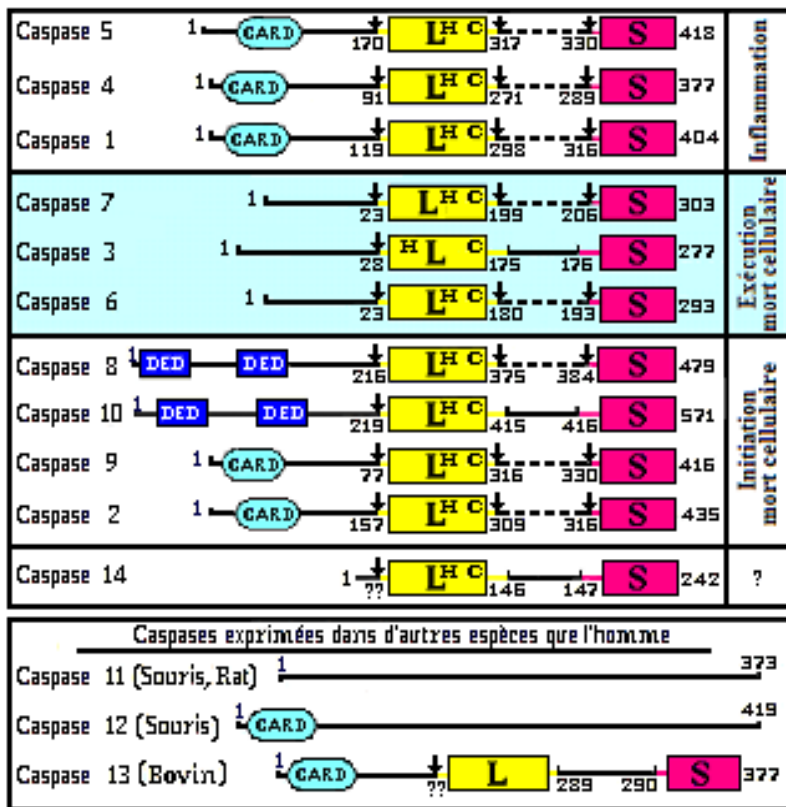 Caspase 5 1 CARD 170 L H C 317 330 S 418
Caspase 4 1 CARD 91 L H C 271 289 S 377
Caspase 1 1 CARD 119 L H C 298 316 S 404
Inflammation
Caspase 7 1 23 L H C 199 206 S 303
Caspase 3 1 28 H L C 175 176 S 277
Caspase 6 1 23 L H C 180 193 S 293
Exécution
mort cellulaire
Caspase 8 1 DED DED 216 L H C 375 384 S 479
Caspase 10 1 DED DED 219 L H C 415 416 S 571
Caspase 9 1 CARD 77 L H C 316 330 S 416
Caspase 2 1 CARD 157 L H C 309 316 S 435
Initiation
mort cellulaire
Caspase 14 1 ?? L H C 146 147 S 242 ?
Caspases exprimées dans d'autres espèces que l'homme
Caspase 11 (Souris, Rat) 1 373
Caspase 12 (Souris) 1 CARD 419
Caspase 13 (Bovin) 1 CARD ?? L 289 290 S 377